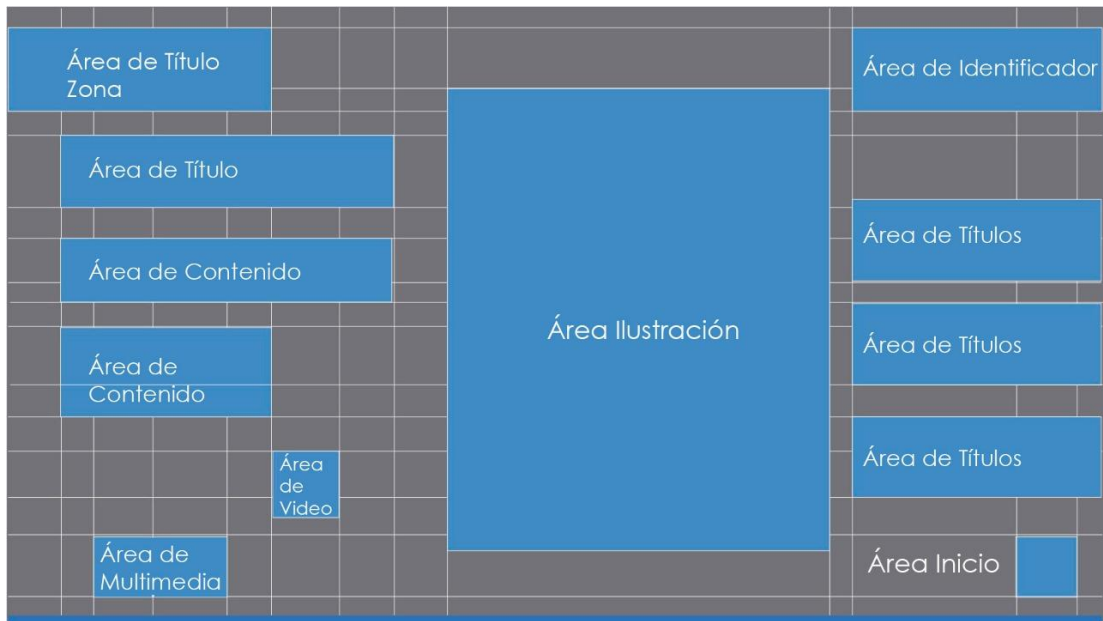 Área de Título
Zona
Área de Título
Área de Contenido
Área de
Contenido
Área
de
Video
Área de
Multimedia
Área Ilustración
Área de Identificador
Área de Títulos
Área de Títulos
Área de Títulos
Área Inicio